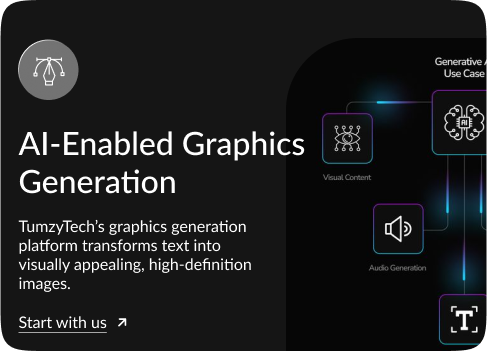 AI-Enabled Graphics
Generation
TumzyTech's graphics generation
platform transforms text into
visually appealing, high-definition
images.
Start with us
Generative
Use Case
AI
Visual Content
Audio Generation
T